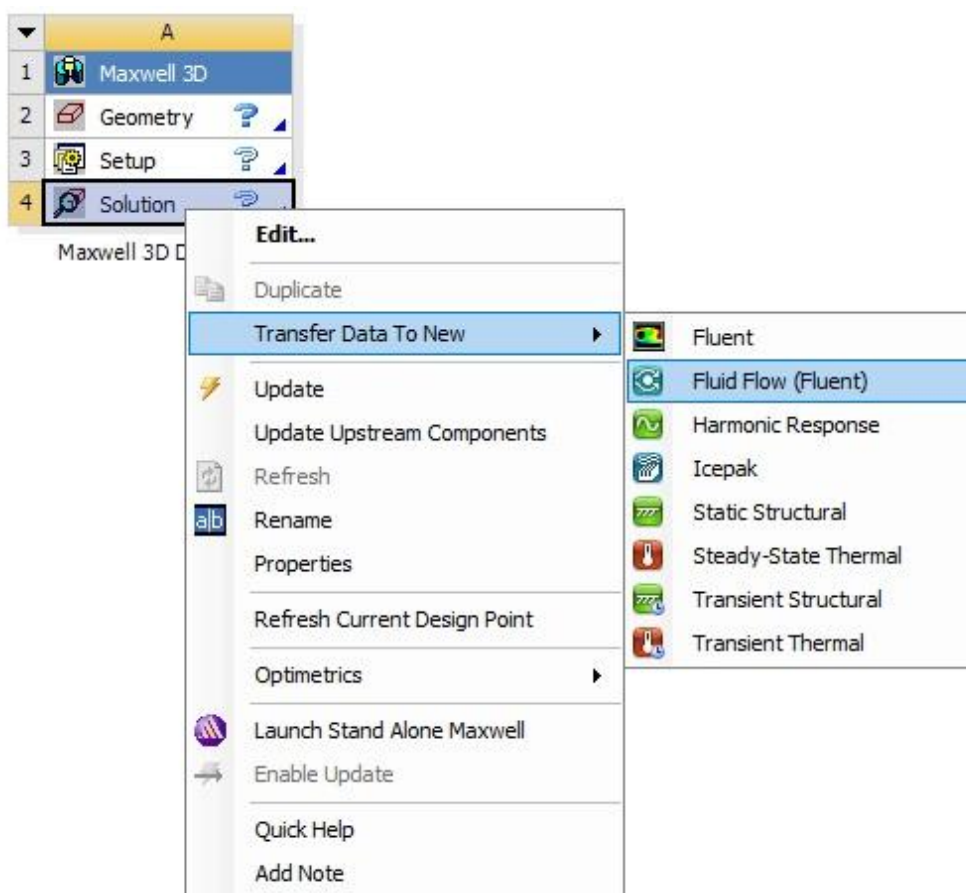 A
1 Maxwell 3D
2 Geometry
3 Setup
4 Solution
Maxwell 3D D
Edit...
Duplicate
Transfer Data To New
Update
Update Upstream Components
Refresh
a|b Rename
Properties
Refresh Current Design Point
Optimetrics
Launch Stand Alone Maxwell
Enable Update
Quick Help
Add Note
Fluent
Fluid Flow (Fluent)
Harmonic Response
Icepak
Static Structural
Steady-State Thermal
Transient Structural
Transient Thermal